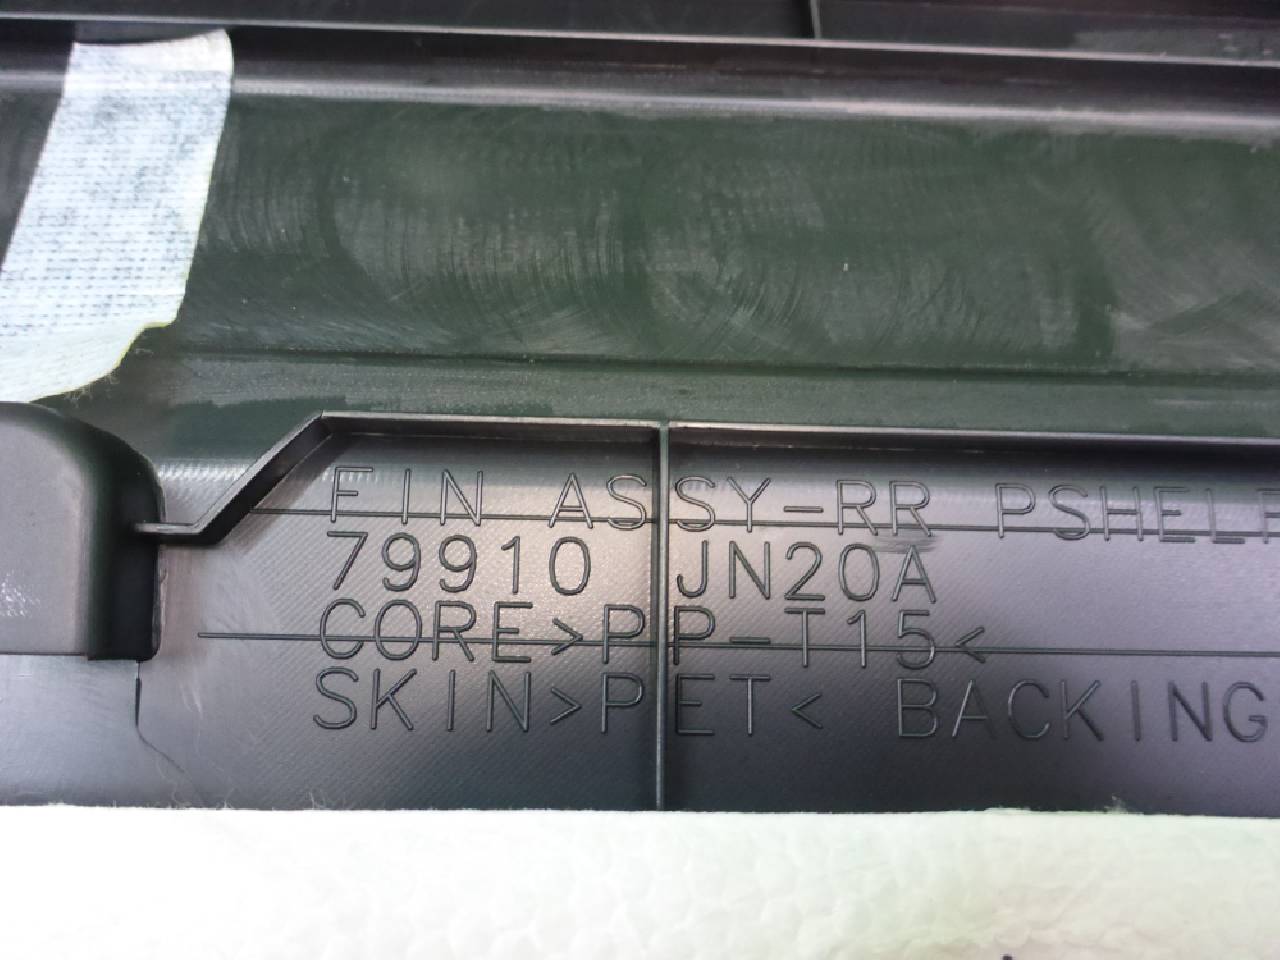 FIN ASSY-RR PSHELF
79910 JN20A
CORE>PP-T15<
SKIN>PET< BACKING